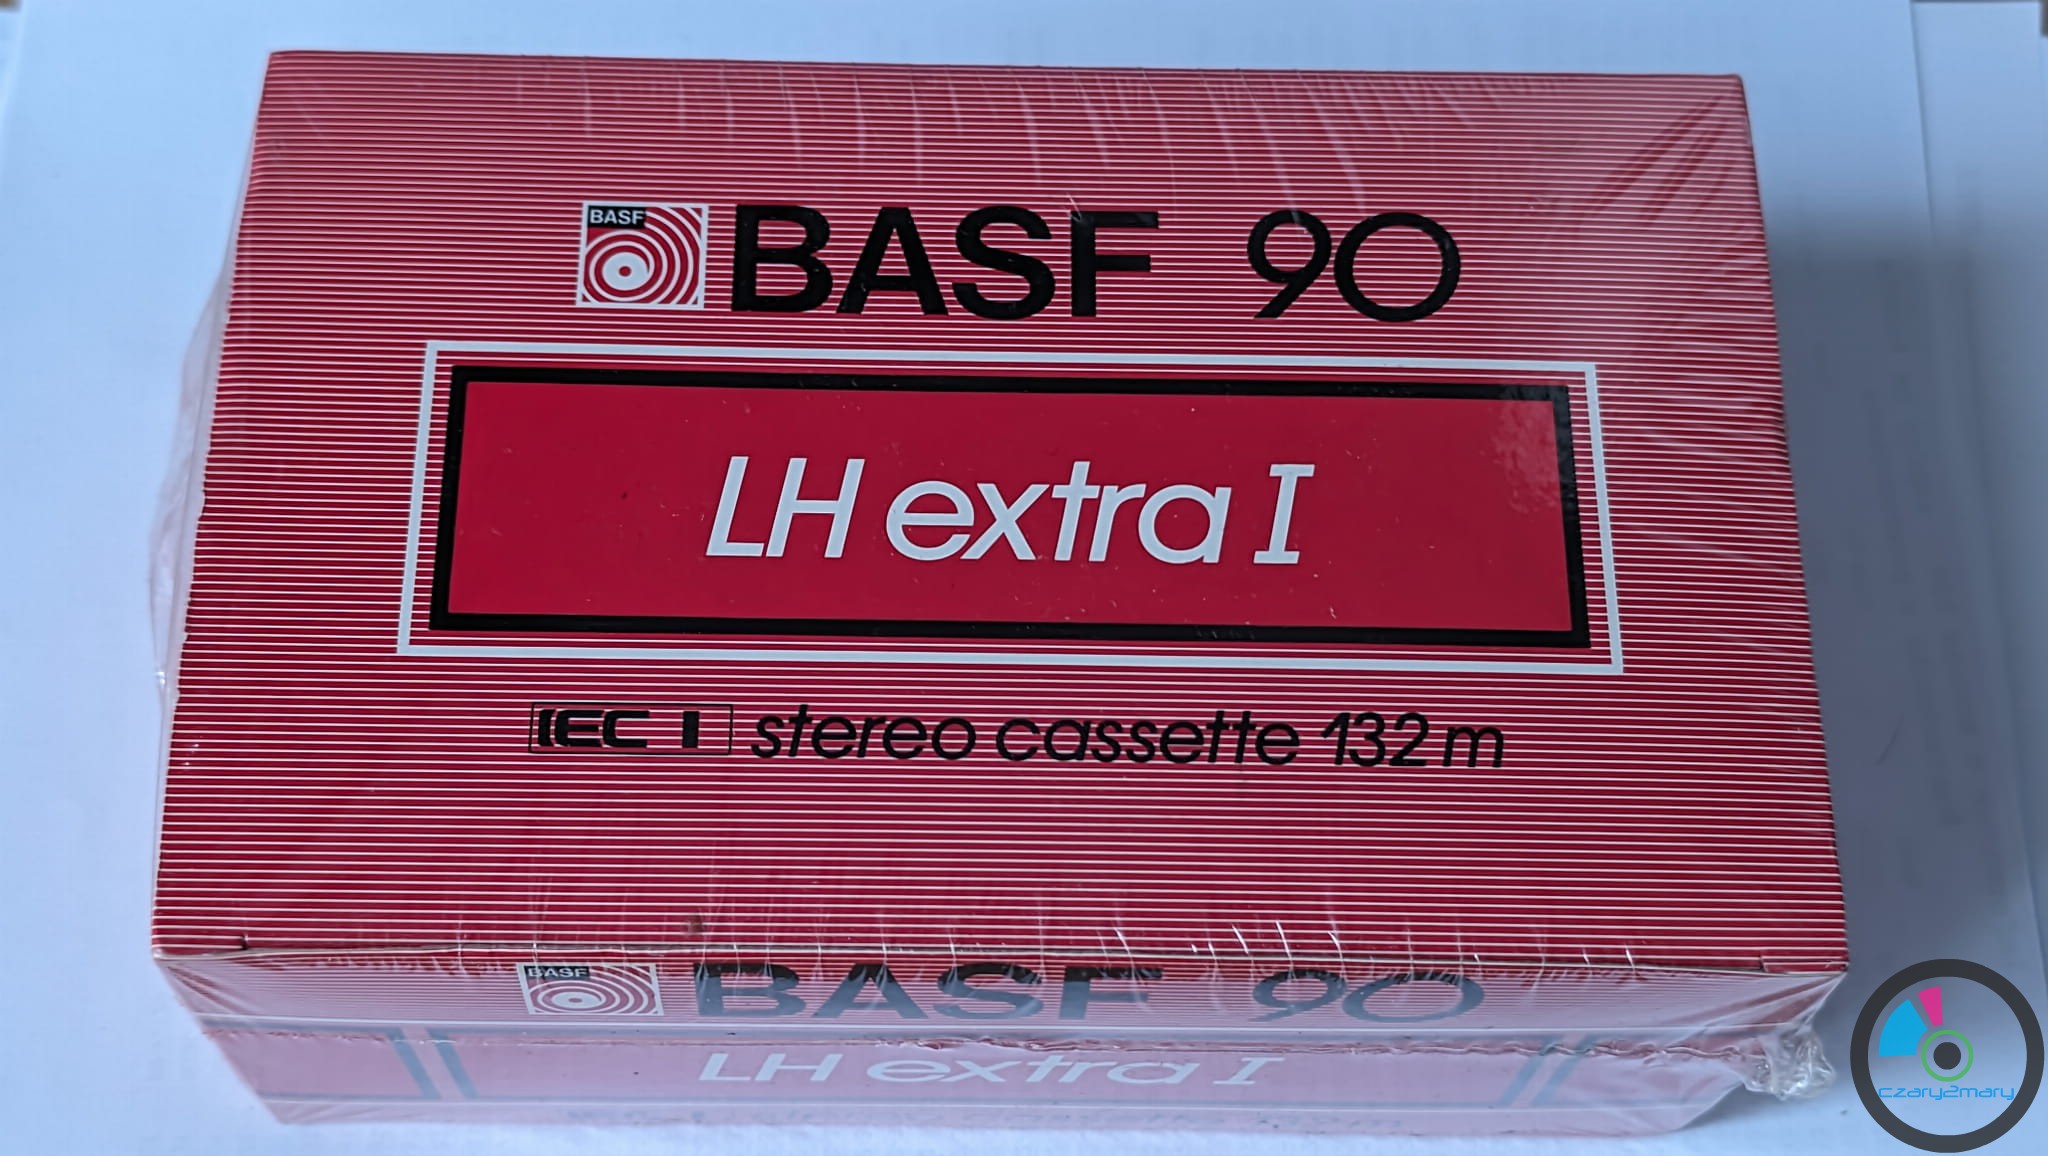 BASF
BASF 90
LH extra I
IEC I stereo cassette 132 m
BASF
BASF 90
LH extra I
czary2mary